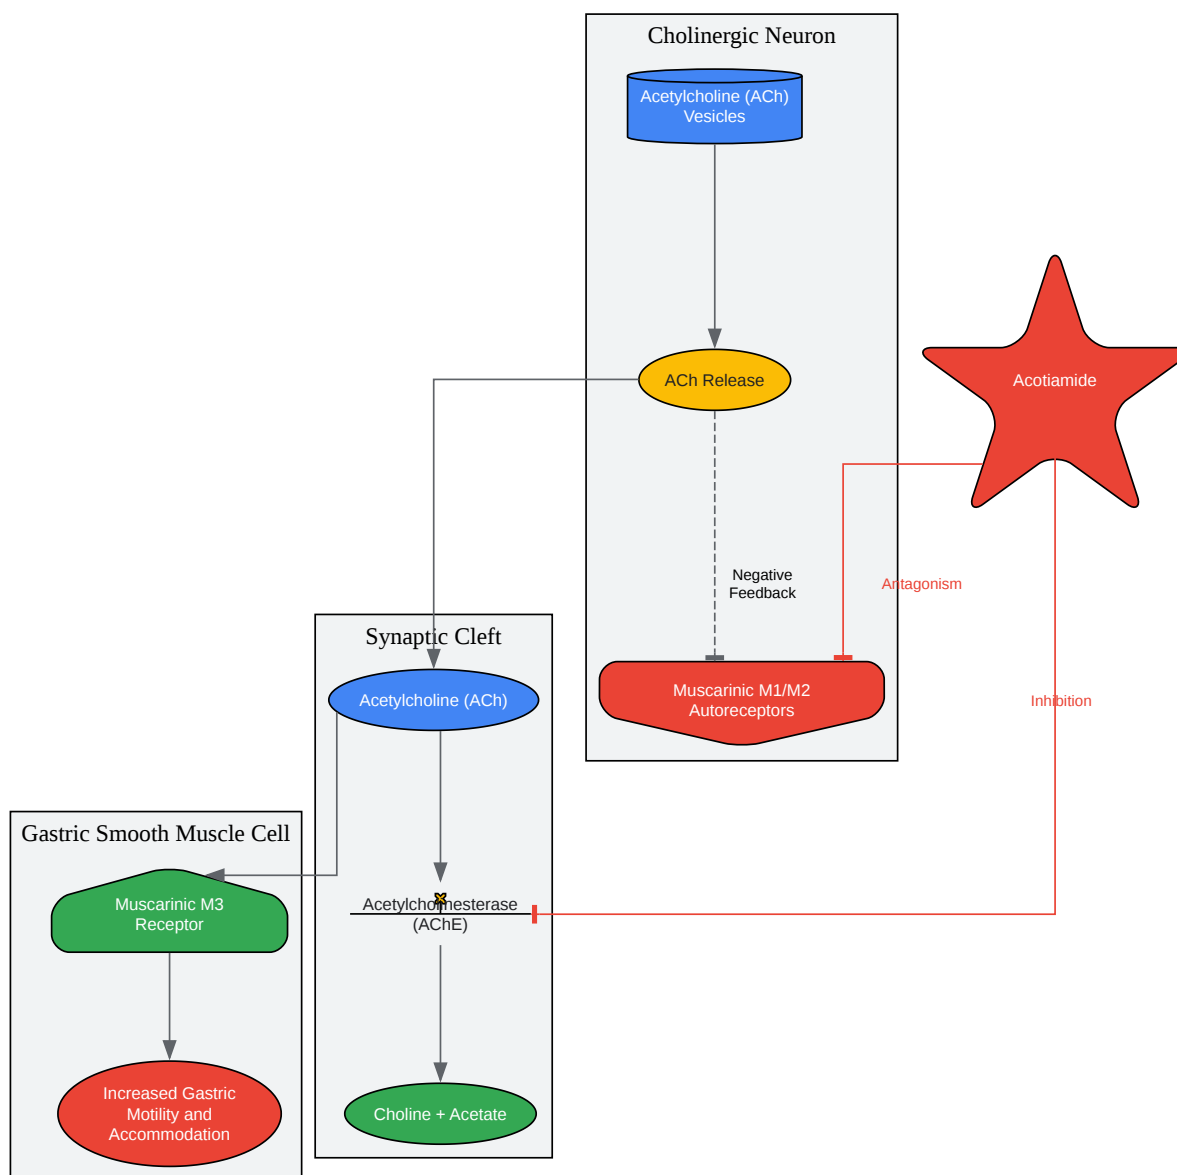 Cholinergic Neuron
Acetylcholine (ACh)
Vesicles
ACh Release
Acotiamide
Negative
Feedback
Antagonism
Synaptic Cleft
Acetylcholine (ACh)
Muscarinic M1/M2
Autoreceptors
Inhibition
Gastric Smooth Muscle Cell
Muscarinic M3
Receptor
Acetylcholinesterase
(AChE)
Increased Gastric
Motility and
Accommodation
Choline + Acetate